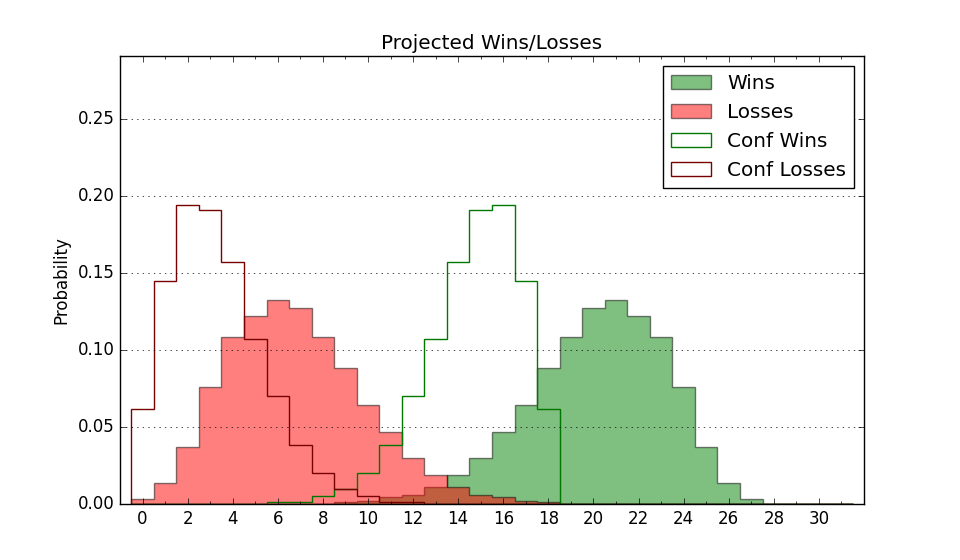 Projected Wins/Losses
Wins
Losses
Conf Wins
Conf Losses
Probability
0.25
0.20
0.15
0.10
0.05
0.00
0 2 4 6 8 10 12 14 16 18 20 22 24 26 28 30